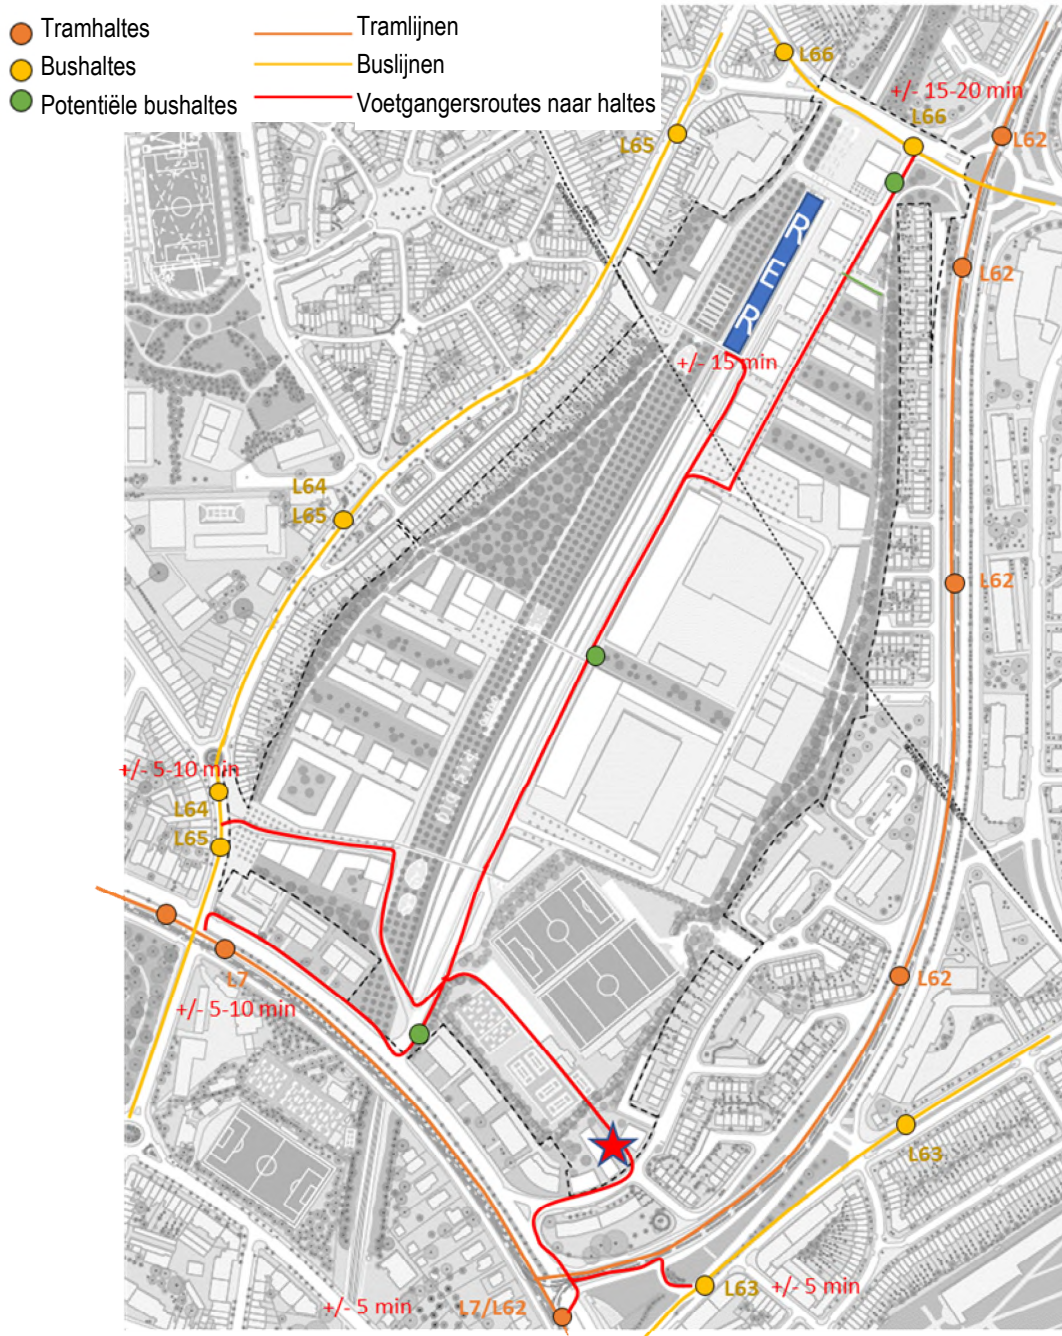 Tramhaltes
Tramlijnen
Bushaltes
Buslijnen
Potentiële bushaltes
Voetgangersroutes naar haltes
L66
+/- 15-20 min
L66
L62
L65
RER
L62
+/- 15 min
L64
L65
L62
+/- 5-10 min
L64
L65
L7
L62
+/- 5-10 min
L63
L63
+/- 5 min
+/- 5 min
L7/L62